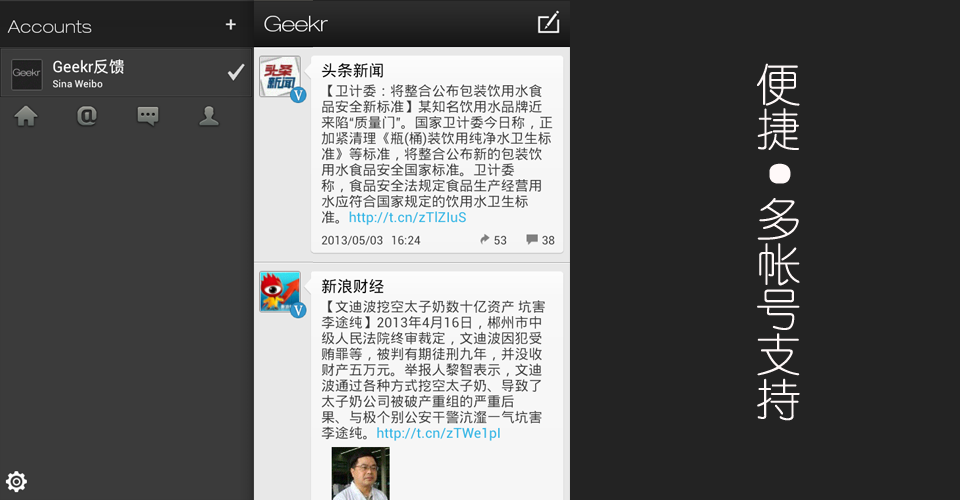 Accounts +
Geekr
Geekr反馈
Sina Weibo
Geekr
头条新闻
V
头条新闻
【卫计委：将整合公布包装饮用水食
品安全新标准】某知名饮用水品牌近
来陷“质量门”。国家卫计委今日称，正
加紧清理《瓶(桶)装饮用纯净水卫生标
准》等标准，将整合公布新的包装饮
用水食品安全国家标准。卫计委
称，食品安全法规定食品生产经营用
水应符合国家规定的饮用水卫生标
准。http://t.cn/zTlZIuS
2013/05/03 16:24 53 38
V
新浪财经
【文迪波挖空太子奶数十亿资产 坑害
李途纯】2013年4月16日，郴州市中
级人民法院终审裁定，文迪波因犯受
贿罪等，被判有期徒刑九年，并没收
财产五万元。举报人黎智表示，文迪
波通过各种方式挖空太子奶、导致了
太子奶公司被破产重组的严重后
果、与极个别公安干警沆瀣一气坑害
李途纯。http://t.cn/zTWe1pI
便捷•多帐号支持